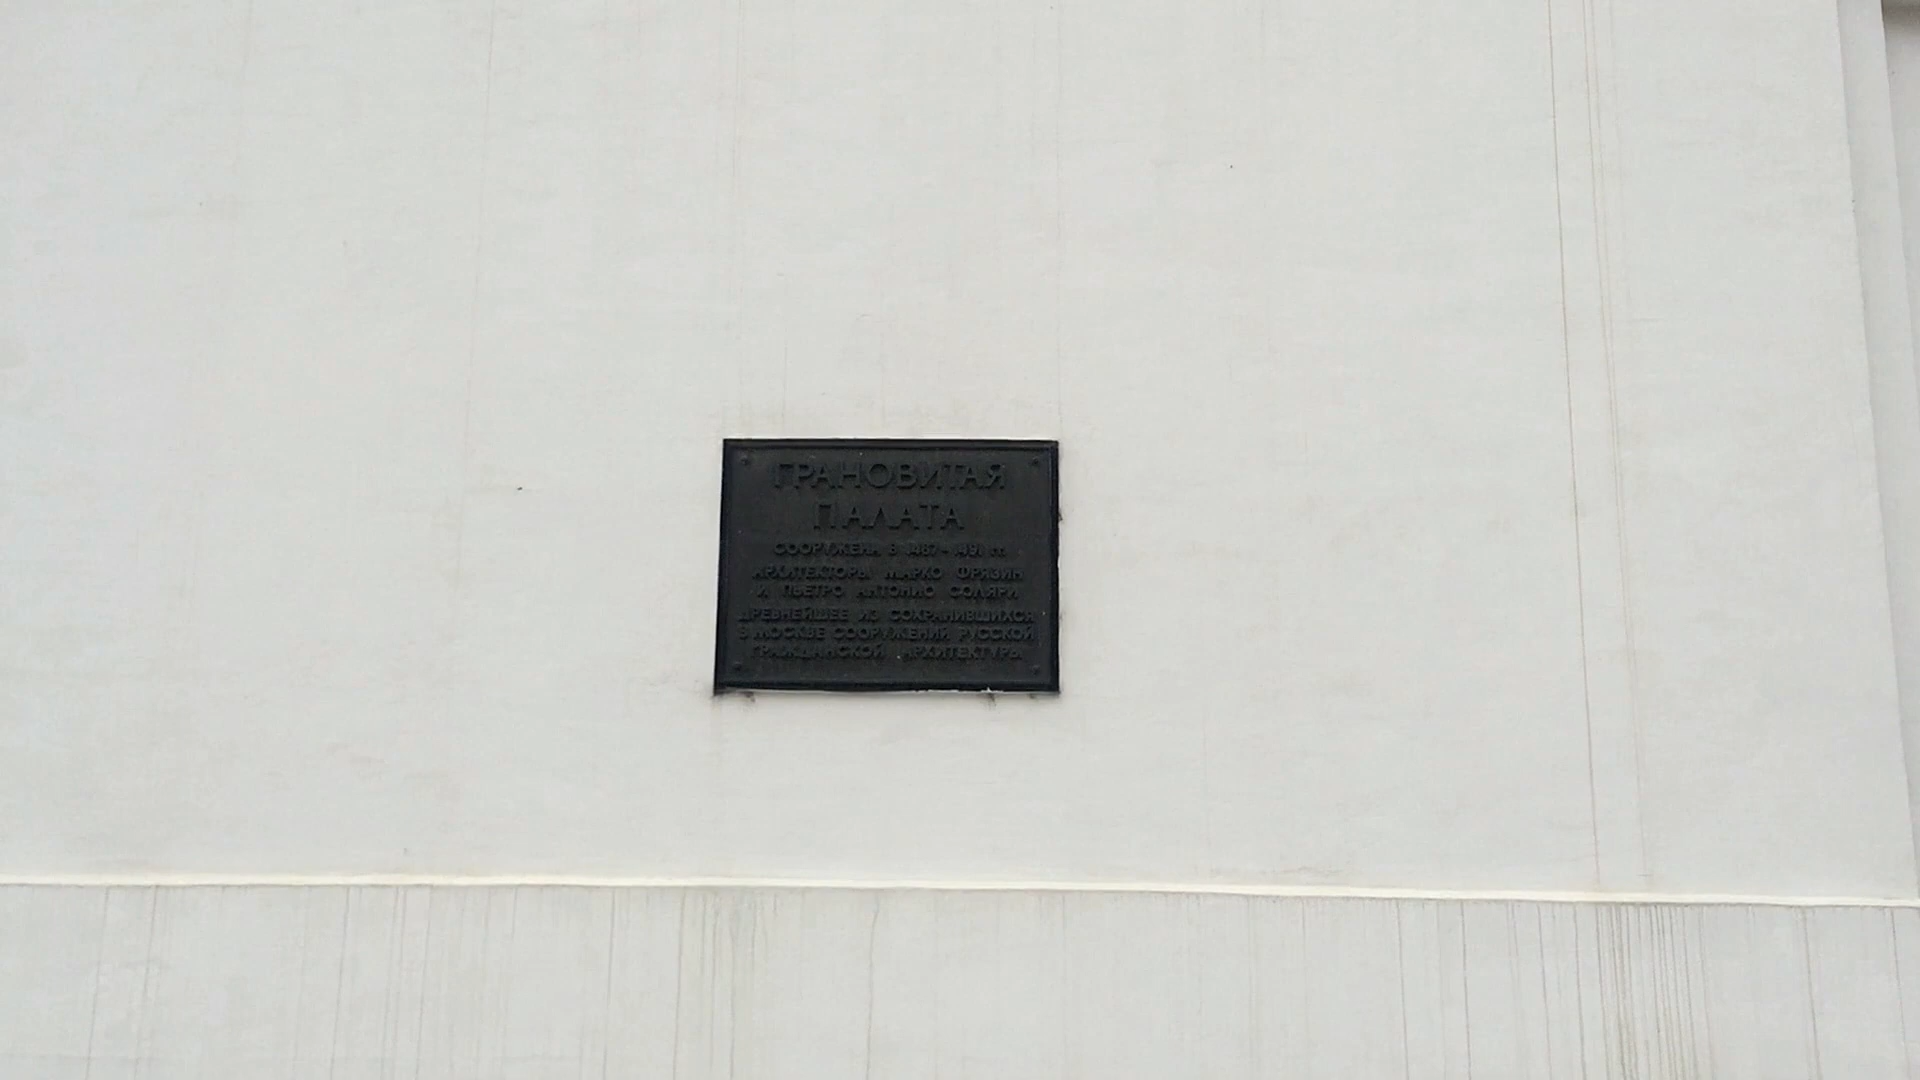 ГРАНОВИТАЯ
ПАЛАТА
СООРУЖЕНА В 1487–1491 ГГ.
АРХИТЕКТОРЫ МАРКО ФРЯЗИН
И ПЬЕТРО АНТОНИО СОЛЯРИ
ДРЕВНЕЙШЕЕ ИЗ СОХРАНИВШИХСЯ
В МОСКВЕ СООРУЖЕНИЙ РУССКОЙ
ГРАЖДАНСКОЙ АРХИТЕКТУРЫ